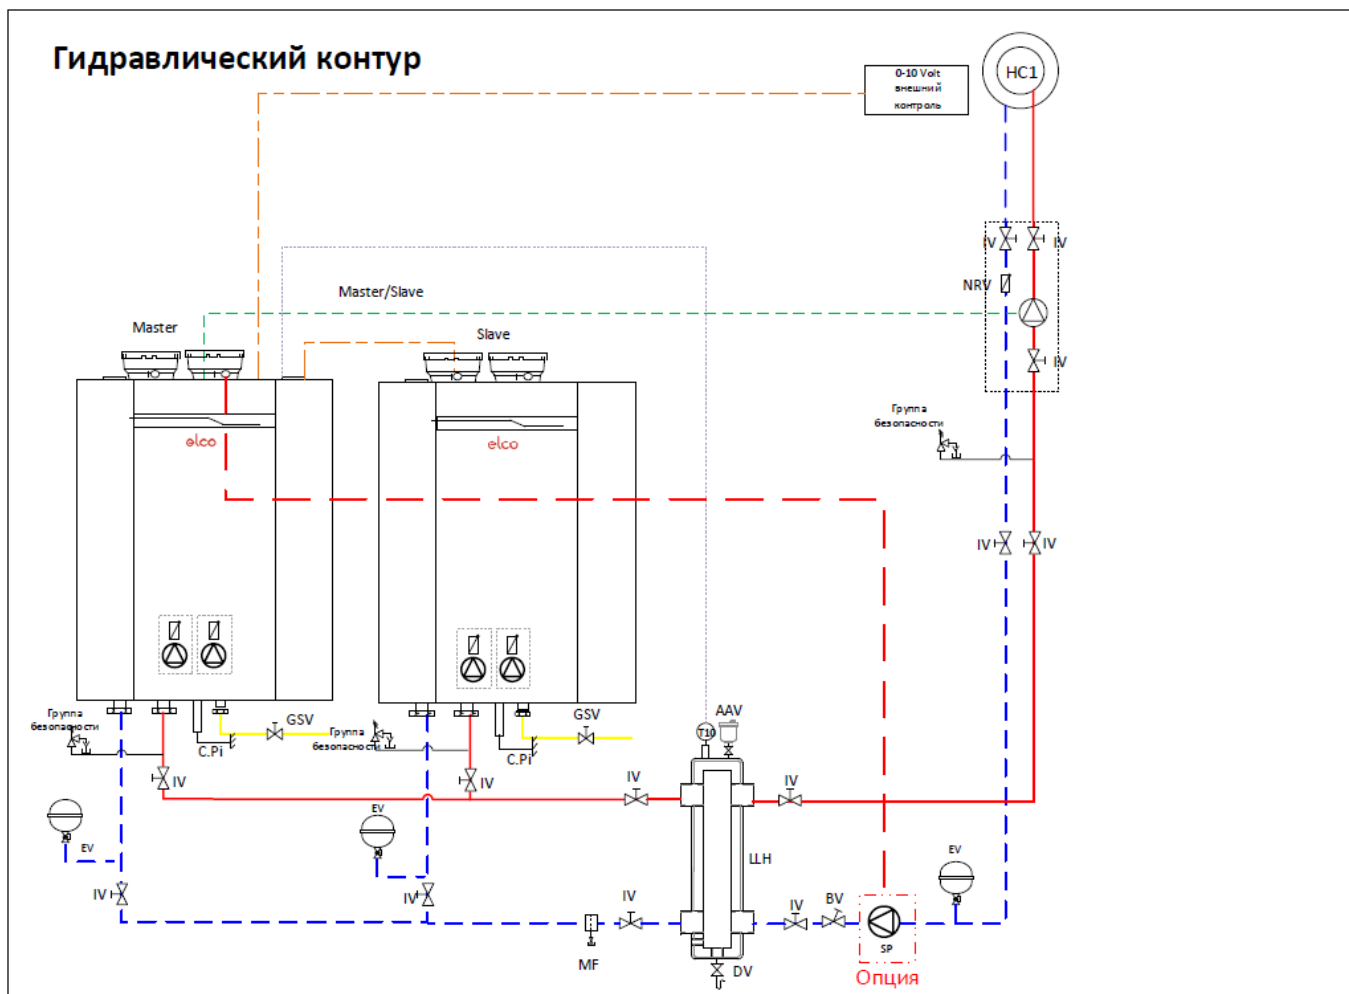 Гидравлический контур
0-10 Volt
внешний
контроль
HC1
IV
IV
NRV
Master/Slave
Master
Slave
IV
Группа
безопасности
elco
elco
IV
IV
Группа
безопасности
GSV
C.Pi
Группа
безопасности
GSV
C.Pi
T10
AAV
IV
IV
IV
IV
EV
EV
LLH
EV
IV
IV
IV
IV
BV
SP
MF
DV
Опция